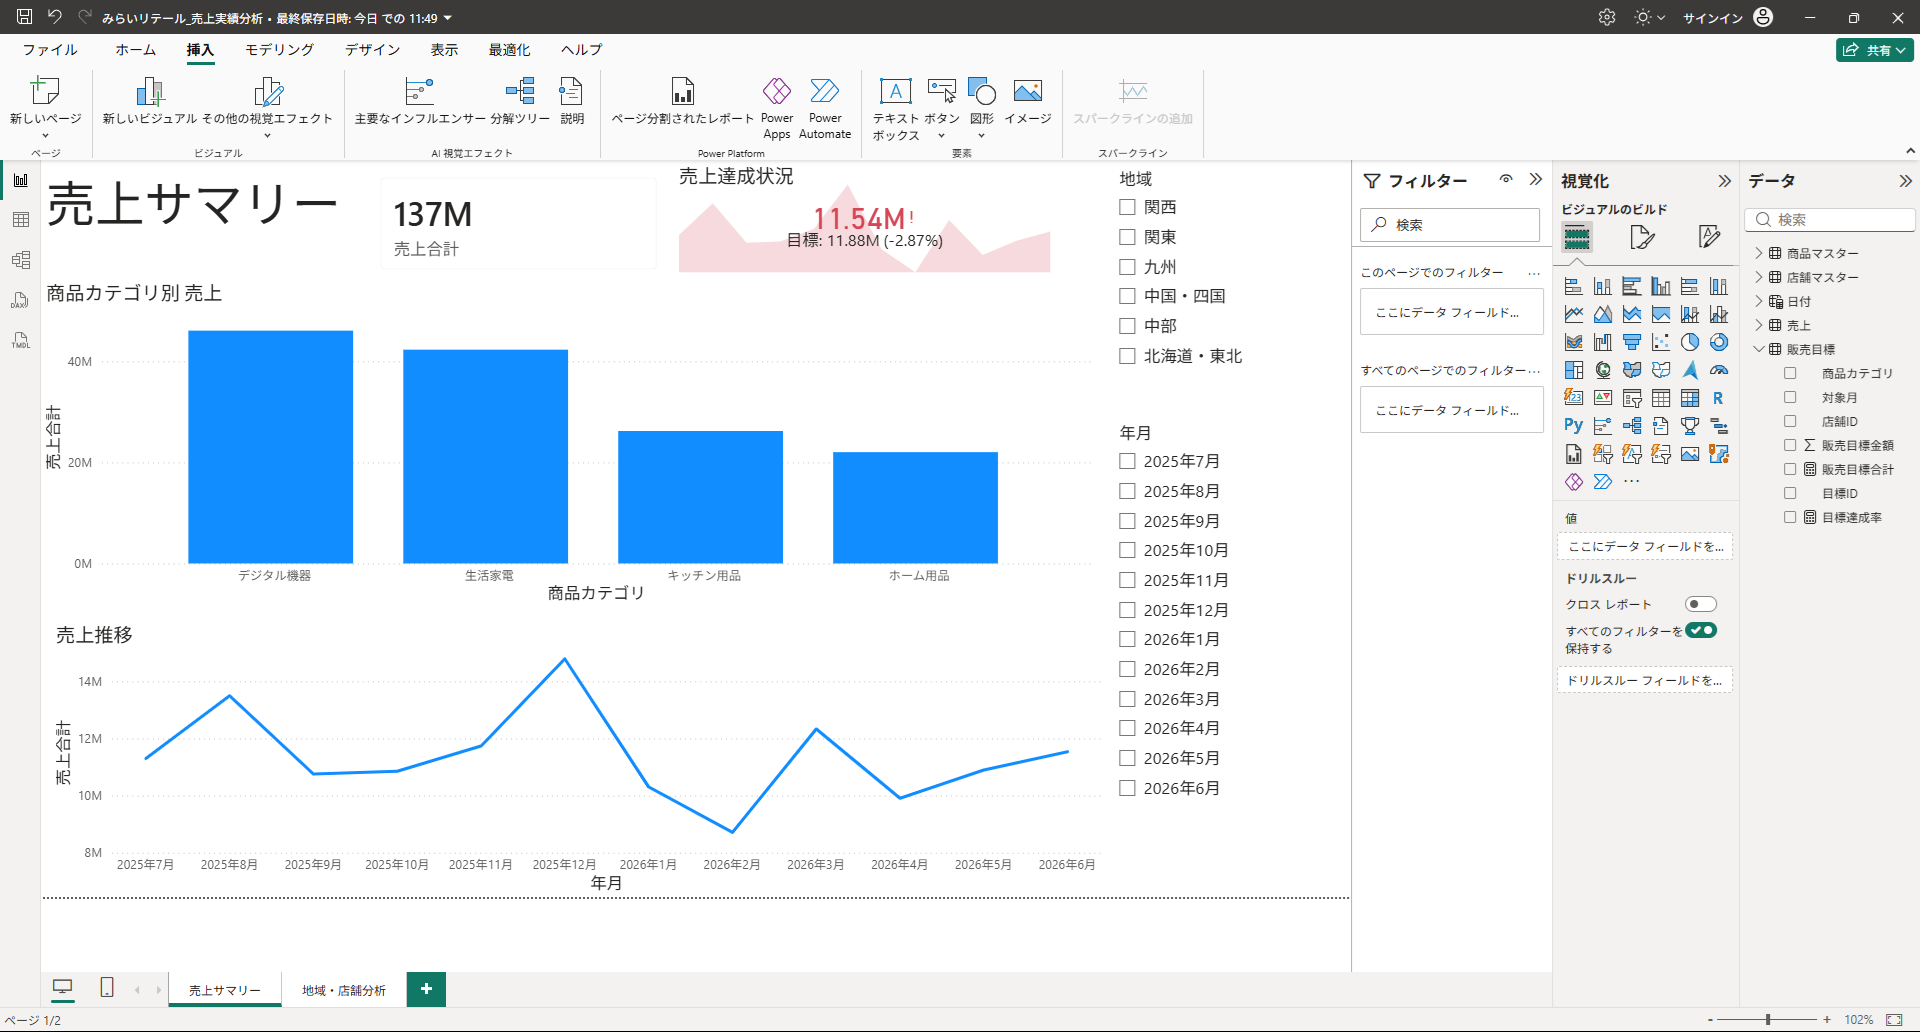 みらいリテール_売上実績分析 • 最終保存日時: 今日 での 11:49
サインイン
ファイル ホーム 挿入 モデリング デザイン 表示 最適化 ヘルプ
共有
新しいページ
新しいビジュアル
その他の視覚エフェクト
主要なインフルエンサー
分解ツリー
説明
ページ分割されたレポート
Power Apps
Power Automate
テキスト ボックス
ボタン
図形
イメージ
スパークラインの追加
ページ
ビジュアル
AI 視覚エフェクト
Power Platform
要素
スパークライン
売上サマリー
137M
売上合計
売上達成状況
11.54M!
目標: 11.88M (-2.87%)
商品カテゴリ別 売上
売上合計
40M
20M
0M
デジタル機器 生活家電 キッチン用品 ホーム用品
商品カテゴリ
売上推移
売上合計
14M
12M
10M
8M
2025年7月 2025年8月 2025年9月 2025年10月 2025年11月 2025年12月 2026年1月 2026年2月 2026年3月 2026年4月 2026年5月 2026年6月
年月
地域
関西
関東
九州
中国・四国
中部
北海道・東北
年月
2025年7月
2025年8月
2025年9月
2025年10月
2025年11月
2025年12月
2026年1月
2026年2月
2026年3月
2026年4月
2026年5月
2026年6月
フィルター
検索
このページでのフィルター ...
ここにデータ フィールド...
すべてのページでのフィルター...
ここにデータ フィールド...
視覚化
ビジュアルのビルド
123
R
Py
...
値
ここにデータ フィールドを...
ドリルスルー
クロス レポート
すべてのフィルターを
保持する
ドリルスルー フィールドを...
データ
検索
商品マスター
店舗マスター
日付
売上
販売目標
商品カテゴリ
対象月
店舗ID
販売目標金額
販売目標合計
目標ID
目標達成率
DAX
TMDL
売上サマリー
地域・店舗分析
+
ページ 1/2
- + 102%